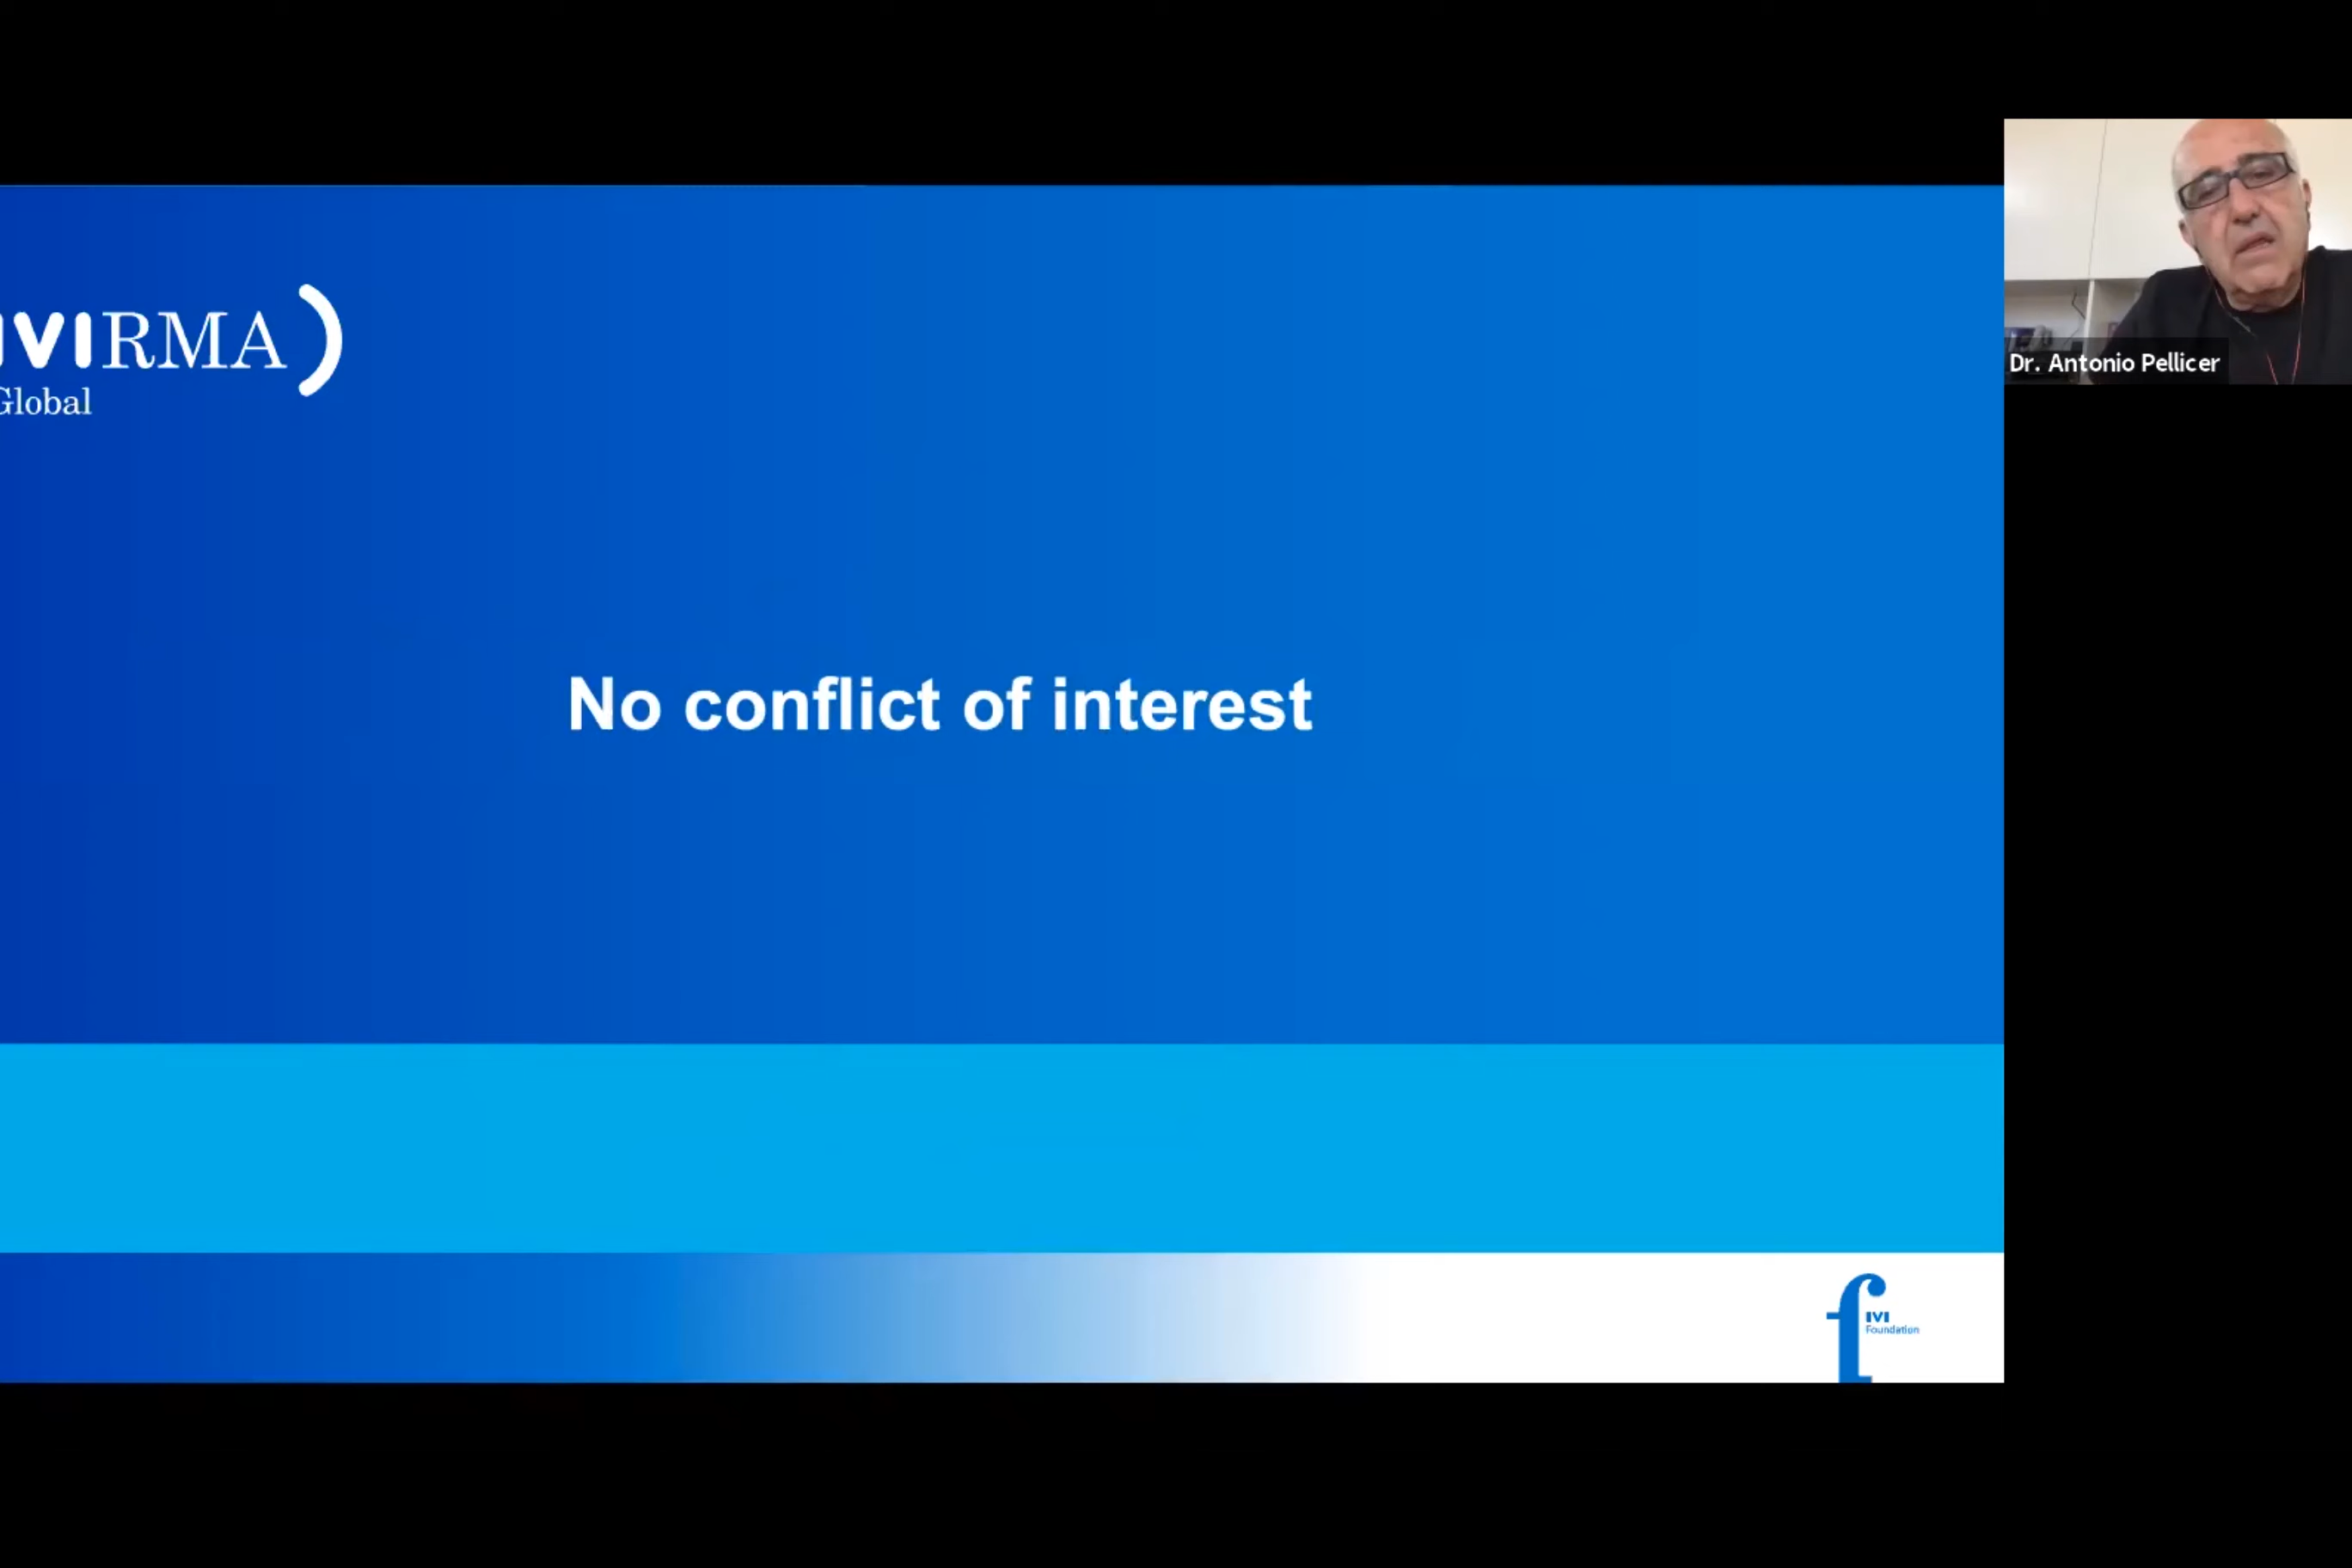 IVIRMA
Global
Dr. Antonio Pellicer
No conflict of interest
IVI
Foundation